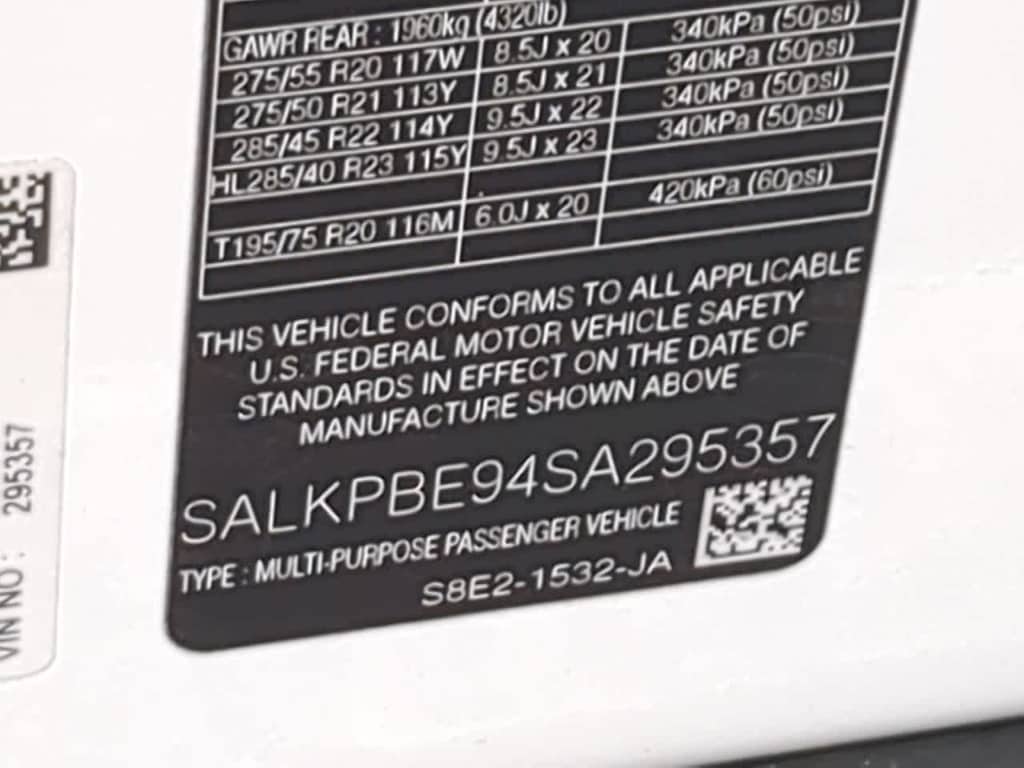 GAWR REAR : 1960kg (4320lb)
275/55 R20 117W 8.5J x 20 340kPa (50psi)
275/50 R21 113Y 8.5J x 21 340kPa (50psi)
285/45 R22 114Y 9.5J x 22 340kPa (50psi)
HL285/40 R23 115Y 9.5J x 23 340kPa (50psi)
T195/75 R20 116M 6.0J x 20 420kPa (60psi)
THIS VEHICLE CONFORMS TO ALL APPLICABLE
U.S. FEDERAL MOTOR VEHICLE SAFETY
STANDARDS IN EFFECT ON THE DATE OF
MANUFACTURE SHOWN ABOVE
SALKPBE94SA295357
TYPE : MULTI-PURPOSE PASSENGER VEHICLE
S8E2-1532-JA
VIN NO : 295357